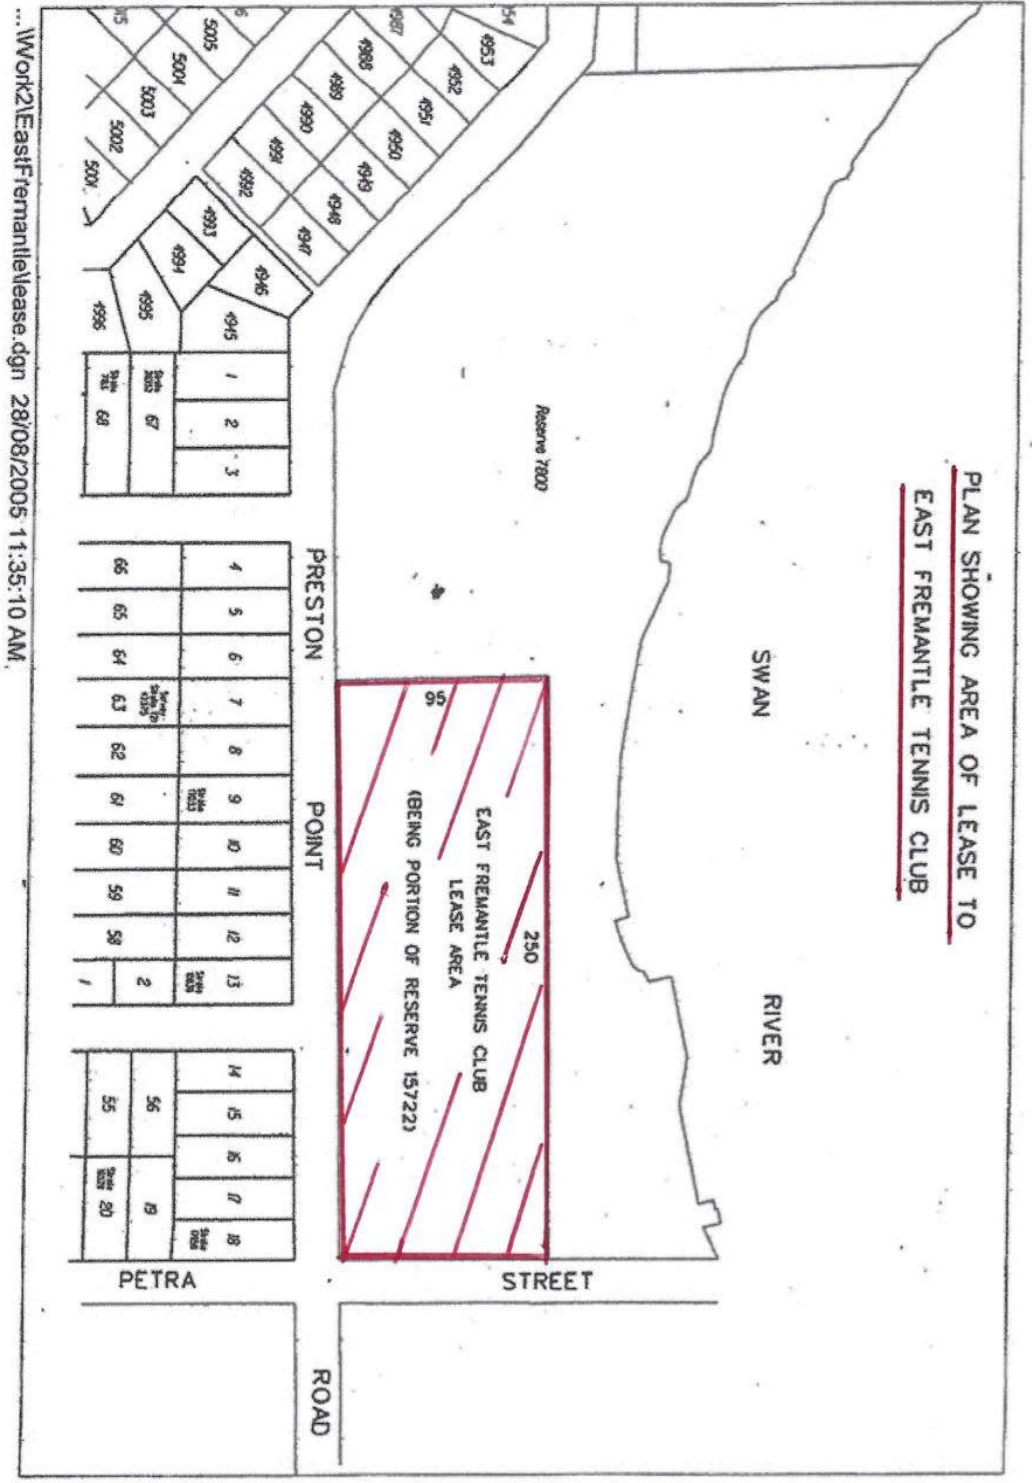 PLAN SHOWING AREA OF LEASE TO
EAST FREMANTLE TENNIS CLUB
SWAN RIVER
Reserve 7800
250
95
EAST FREMANTLE TENNIS CLUB
LEASE AREA
(BEING PORTION OF RESERVE 15722)
PRESTON POINT ROAD
PETRA STREET
4953
4952
4951
4950
4949
4948
4947
4988
4989
4990
4991
4992
5005
5004
5003
5002
5001
4993
4994
4995
4996
4946
4945
1 2 3
67
68
4 5 6 7 8 9 10 11 12 13
66 65 64 63 62 61 60 59 58
2
1
14 15 16 17 18
56 19
55 20
...\Work2\EastFremantle\lease.dgn 28/08/2005 11:35:10 AM